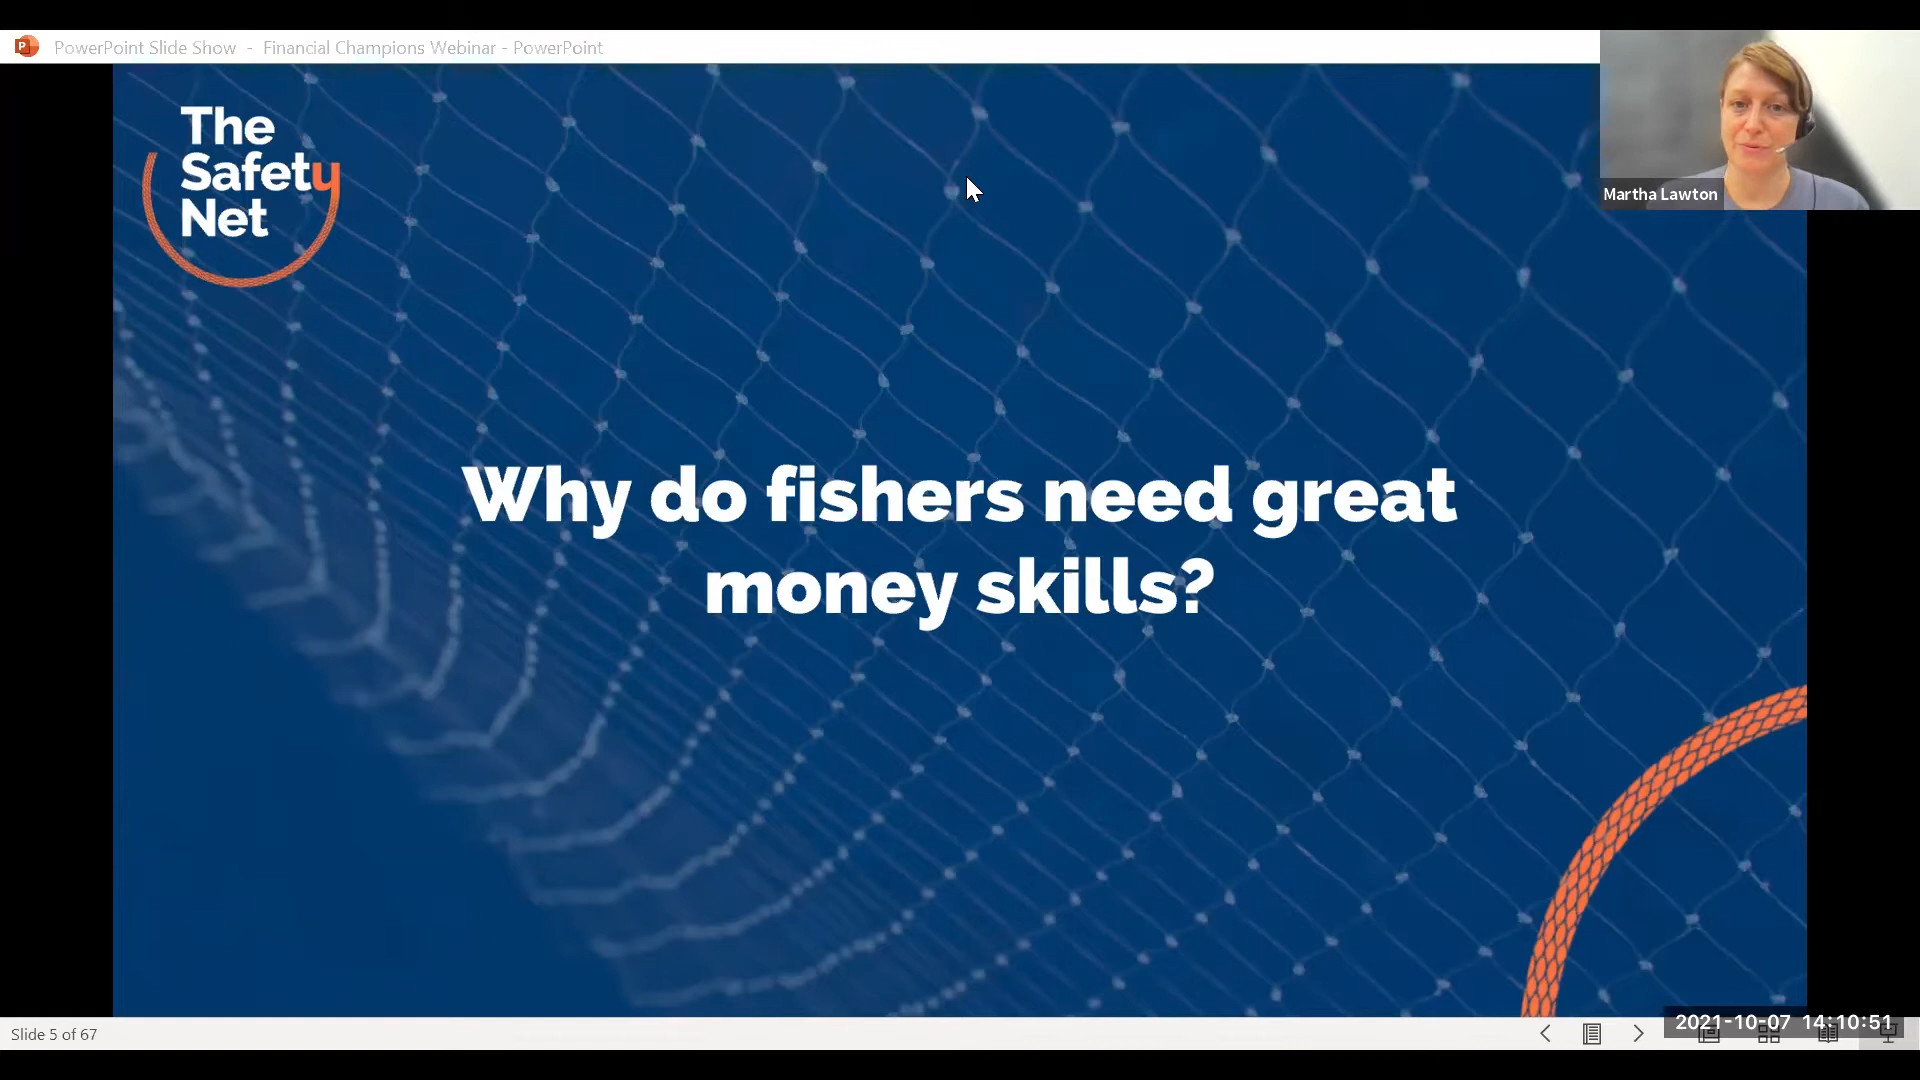 PowerPoint Slide Show - Financial Champions Webinar - PowerPoint
The
Safety
Net
Martha Lawton
Why do fishers need great
money skills?
Slide 5 of 67
2021-10-07 14:10:51